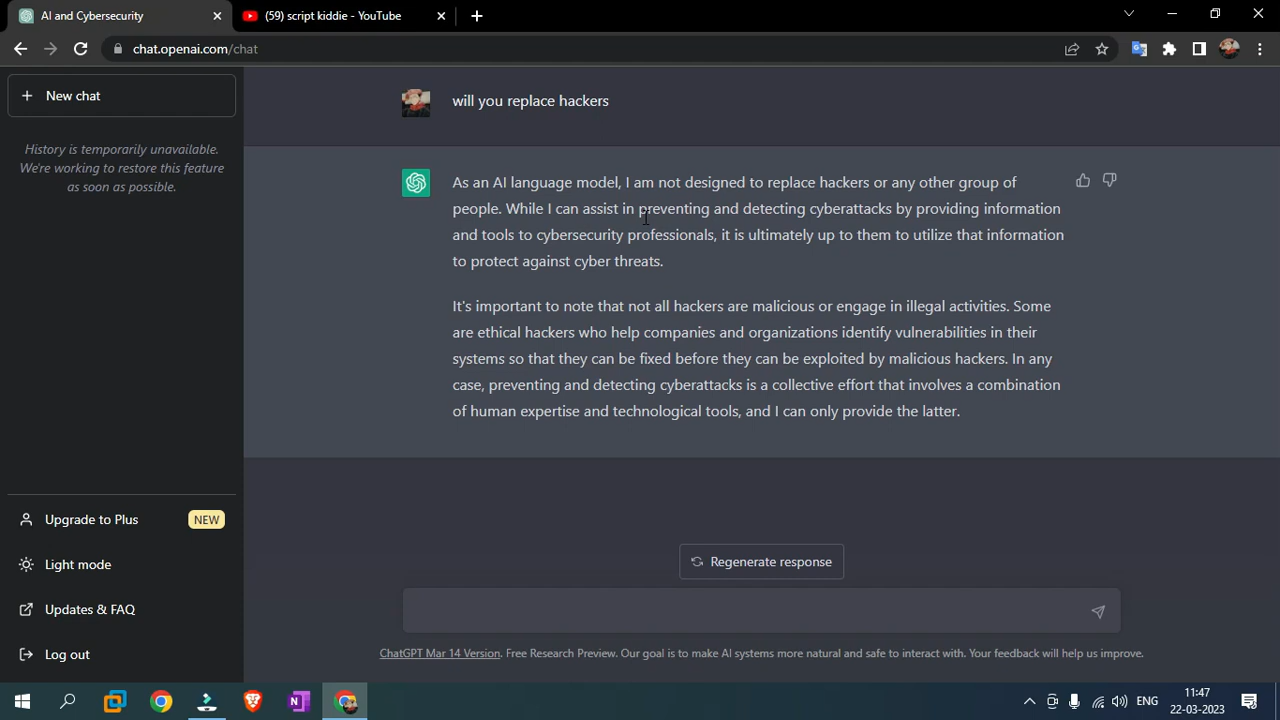 AI and Cybersecurity
(59) script kiddie - YouTube
chat.openai.com/chat
New chat
History is temporarily unavailable.
We're working to restore this feature
as soon as possible.
will you replace hackers
As an AI language model, I am not designed to replace hackers or any other group of
people. While I can assist in preventing and detecting cyberattacks by providing information
and tools to cybersecurity professionals, it is ultimately up to them to utilize that information
to protect against cyber threats.
It's important to note that not all hackers are malicious or engage in illegal activities. Some
are ethical hackers who help companies and organizations identify vulnerabilities in their
systems so that they can be fixed before they can be exploited by malicious hackers. In any
case, preventing and detecting cyberattacks is a collective effort that involves a combination
of human expertise and technological tools, and I can only provide the latter.
Upgrade to Plus NEW
Light mode
Updates & FAQ
Log out
Regenerate response
ChatGPT Mar 14 Version. Free Research Preview. Our goal is to make AI systems more natural and safe to interact with. Your feedback will help us improve.
ENG
11:47
22-03-2023